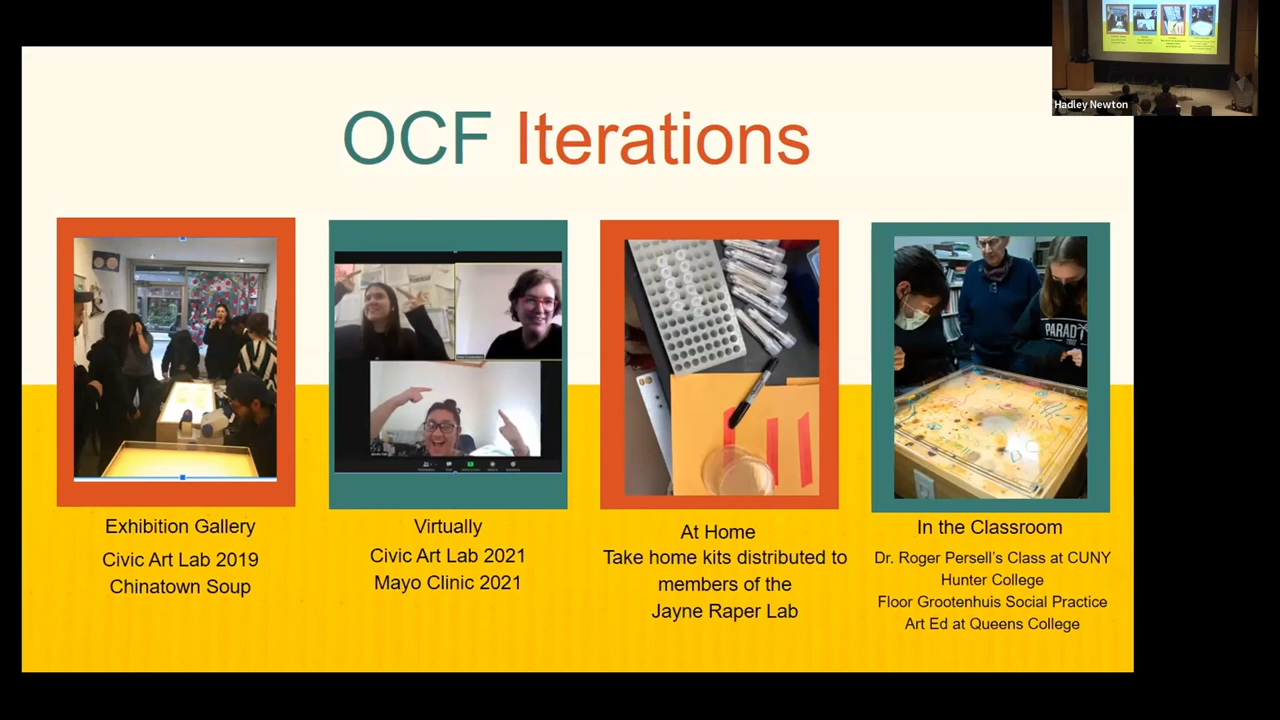 Hadley Newton
OCF Iterations
PARADI
Exhibition Gallery
Civic Art Lab 2019
Chinatown Soup
Virtually
Civic Art Lab 2021
Mayo Clinic 2021
At Home
Take home kits distributed to
members of the
Jayne Raper Lab
In the Classroom
Dr. Roger Persell's Class at CUNY
Hunter College
Floor Grootenhuis Social Practice
Art Ed at Queens College